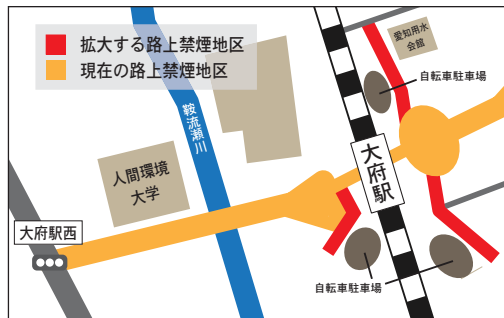 拡大する路上禁煙地区
現在の路上禁煙地区
愛知用水
会館
自転車駐車場
鞍流瀬川
人間環境
大学
大府駅
大府駅西
自転車駐車場